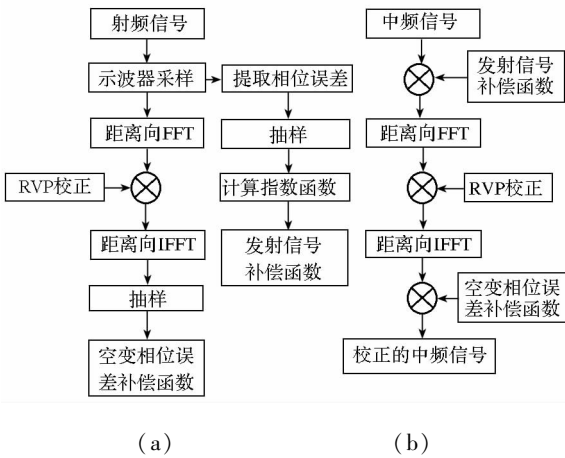 射频信号
示波器采样
提取相位误差
距离向FFT
抽样
RVP校正
计算指数函数
距离向IFFT
发射信号
补偿函数
抽样
空变相位误
差补偿函数
(a)
中频信号
发射信号
补偿函数
距离向FFT
RVP校正
距离向IFFT
空变相位误
差补偿函数
校正的中频信号
(b)